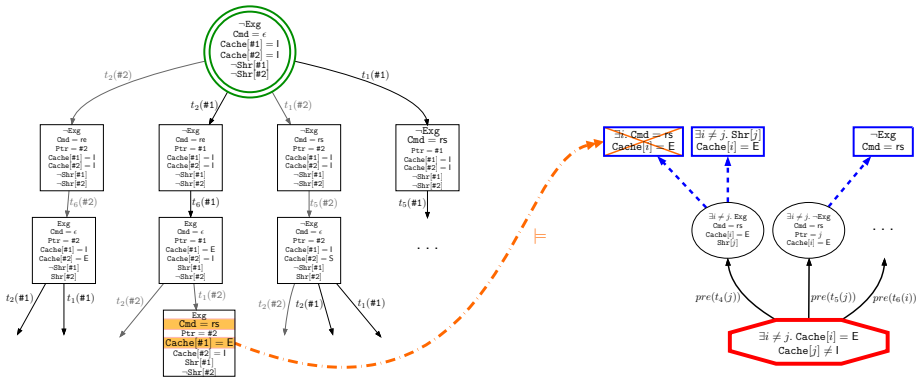 ¬Exg
Cmd = ϵ
Cache[#1] = I
Cache[#2] = I
¬Shr[#1]
¬Shr[#2]
t₂(#2)
t₂(#1)
t₁(#2)
t₁(#1)
¬Exg
Cmd = re
Ptr = #2
Cache[#1] = I
Cache[#2] = I
¬Shr[#1]
¬Shr[#2]
¬Exg
Cmd = re
Ptr = #1
Cache[#1] = I
Cache[#2] = I
¬Shr[#1]
¬Shr[#2]
¬Exg
Cmd = rs
Ptr = #2
Cache[#1] = I
Cache[#2] = I
¬Shr[#1]
¬Shr[#2]
¬Exg
Cmd = rs
Ptr = #1
Cache[#1] = I
Cache[#2] = I
¬Shr[#1]
¬Shr[#2]
t₆(#2)
t₆(#1)
t₅(#2)
t₅(#1)
Exg
Cmd = ϵ
Ptr = #2
Cache[#1] = I
Cache[#2] = E
¬Shr[#1]
Shr[#2]
Exg
Cmd = ϵ
Ptr = #1
Cache[#1] = E
Cache[#2] = I
Shr[#1]
¬Shr[#2]
¬Exg
Cmd = ϵ
Ptr = #2
Cache[#1] = I
Cache[#2] = S
¬Shr[#1]
Shr[#2]
. . .
t₂(#1)
t₁(#1)
t₂(#2)
t₁(#2)
t₂(#2)
t₂(#1)
t₁(#1)
Exg
Cmd = rs
Ptr = #2
Cache[#1] = E
Cache[#2] = I
Shr[#1]
¬Shr[#2]
⊨
∃i. Cmd = rs
Cache[i] = E
∃i ≠ j. Shr[j]
Cache[i] = E
¬Exg
Cmd = rs
∃i ≠ j. Exg
Cmd = rs
Cache[i] = E
Shr[j]
∃i ≠ j. ¬Exg
Cmd = rs
Ptr = j
Cache[i] = E
. . .
pre(t₄(j))
pre(t₅(j))
pre(t₆(i))
∃i ≠ j. Cache[i] = E
Cache[j] ≠ I